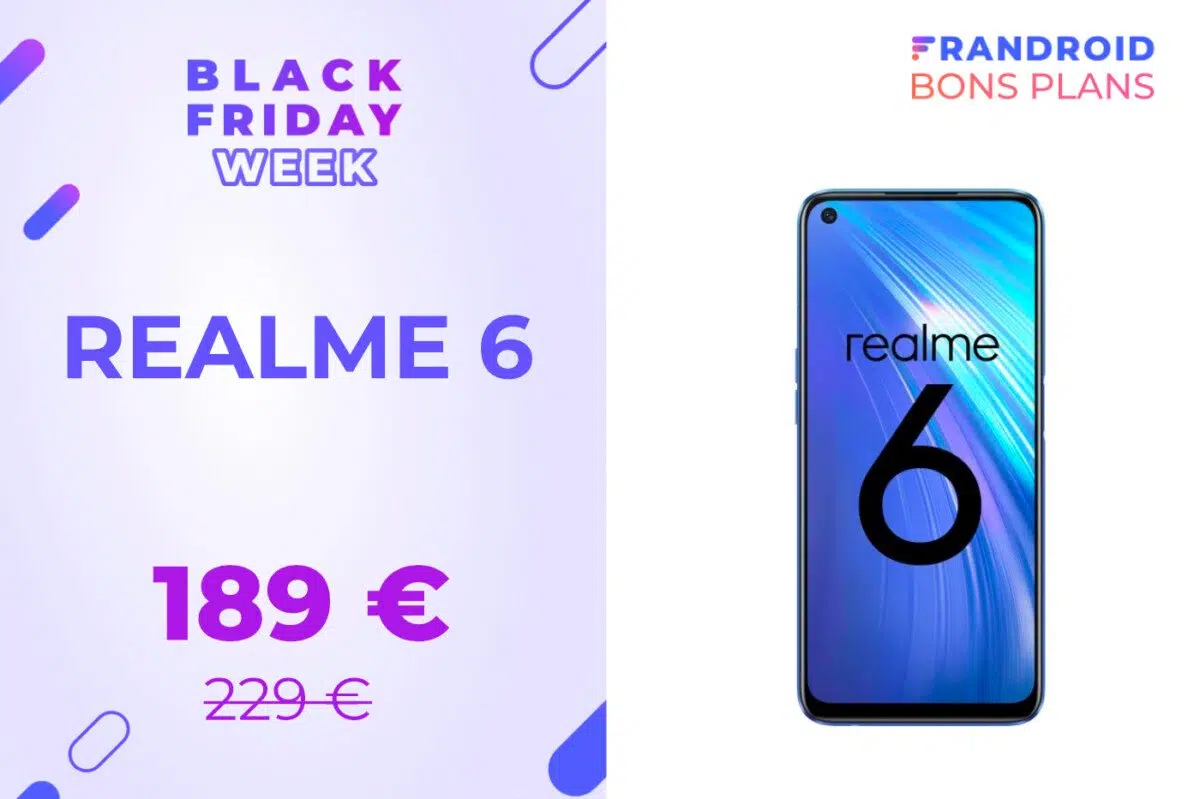 BLACK
FRIDAY
WEEK
REALME 6
189 €
229 €
FRANDROID
BONS PLANS
realme
6